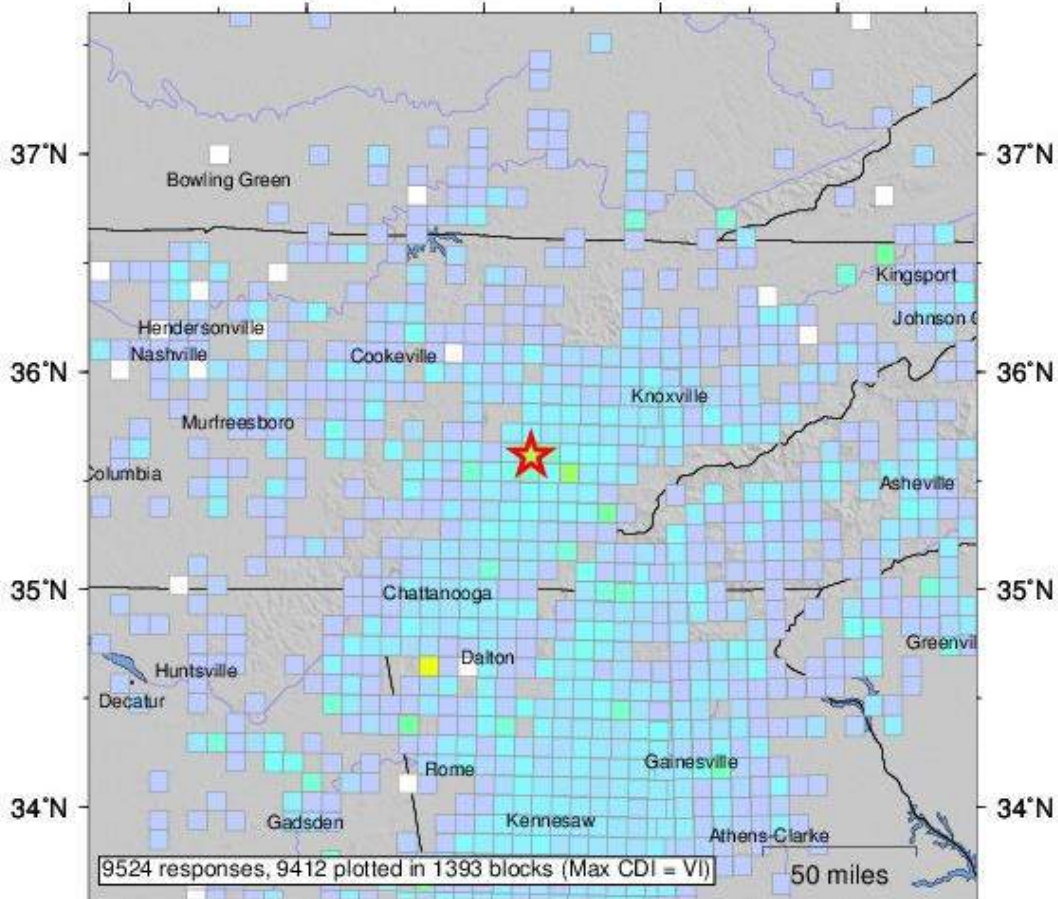 37°N
37°N
Bowling Green
Kingsport
Hendersonville
Johnson C
Nashville
Cookeville
36°N
36°N
Knoxville
Murfreesboro
Columbia
Asheville
35°N
35°N
Chattanooga
Greenvil
Dalton
Huntsville
Decatur
Gainesville
Rome
34°N
34°N
Gadsden
Kennesaw
Athens-Clarke
9524 responses, 9412 plotted in 1393 blocks (Max CDI = VI)
50 miles